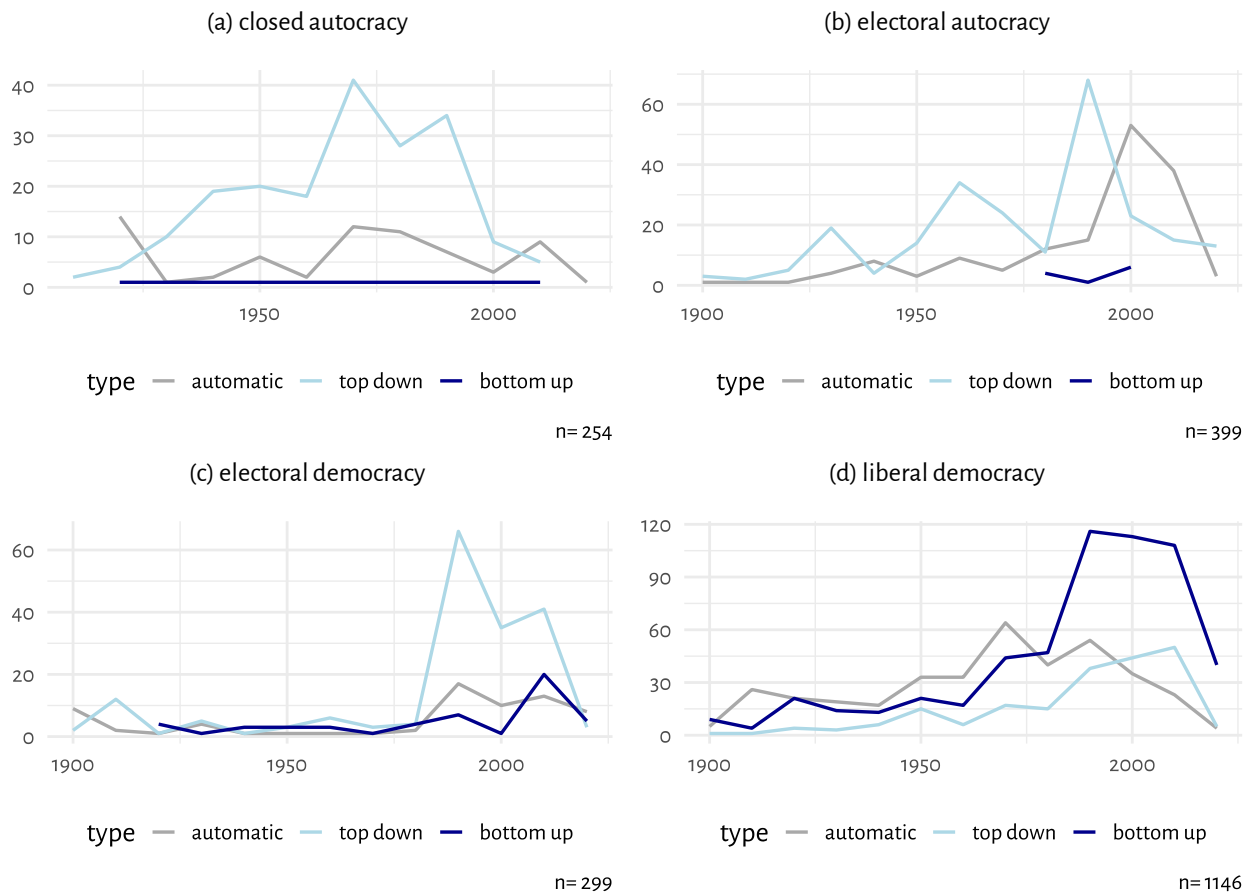 (a) closed autocracy
40
30
20
10
0
1950 2000
type automatic top down bottom up
n= 254
(b) electoral autocracy
60
40
20
0
1900 1950 2000
type automatic top down bottom up
n= 399
(c) electoral democracy
60
40
20
0
1900 1950 2000
type automatic top down bottom up
n= 299
(d) liberal democracy
120
90
60
30
0
1900 1950 2000
type automatic top down bottom up
n= 1146